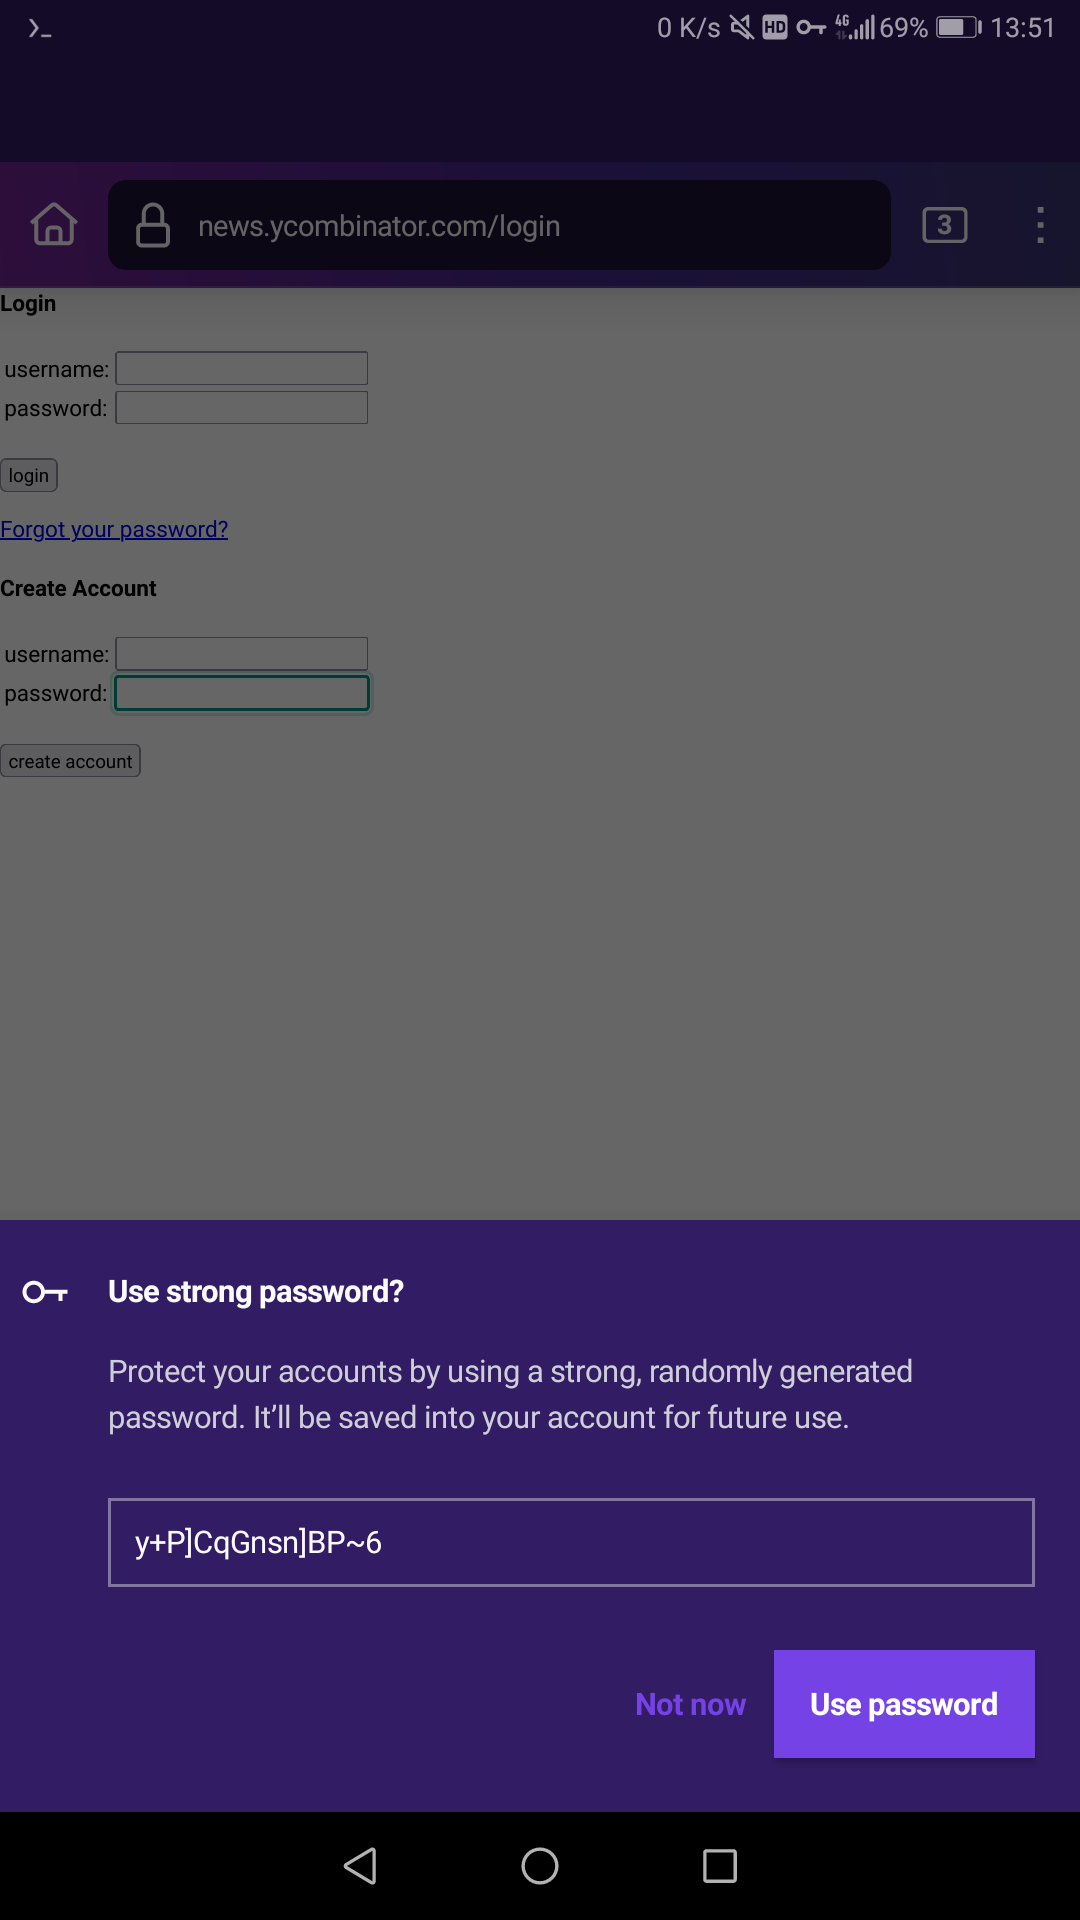 0 K/s HD 4G 69% 13:51
news.ycombinator.com/login 3
Login
username:
password:
login
Forgot your password?
Create Account
username:
password:
create account
Use strong password?
Protect your accounts by using a strong, randomly generated
password. It’ll be saved into your account for future use.
y+P]CqGnsn]BP~6
Not now Use password